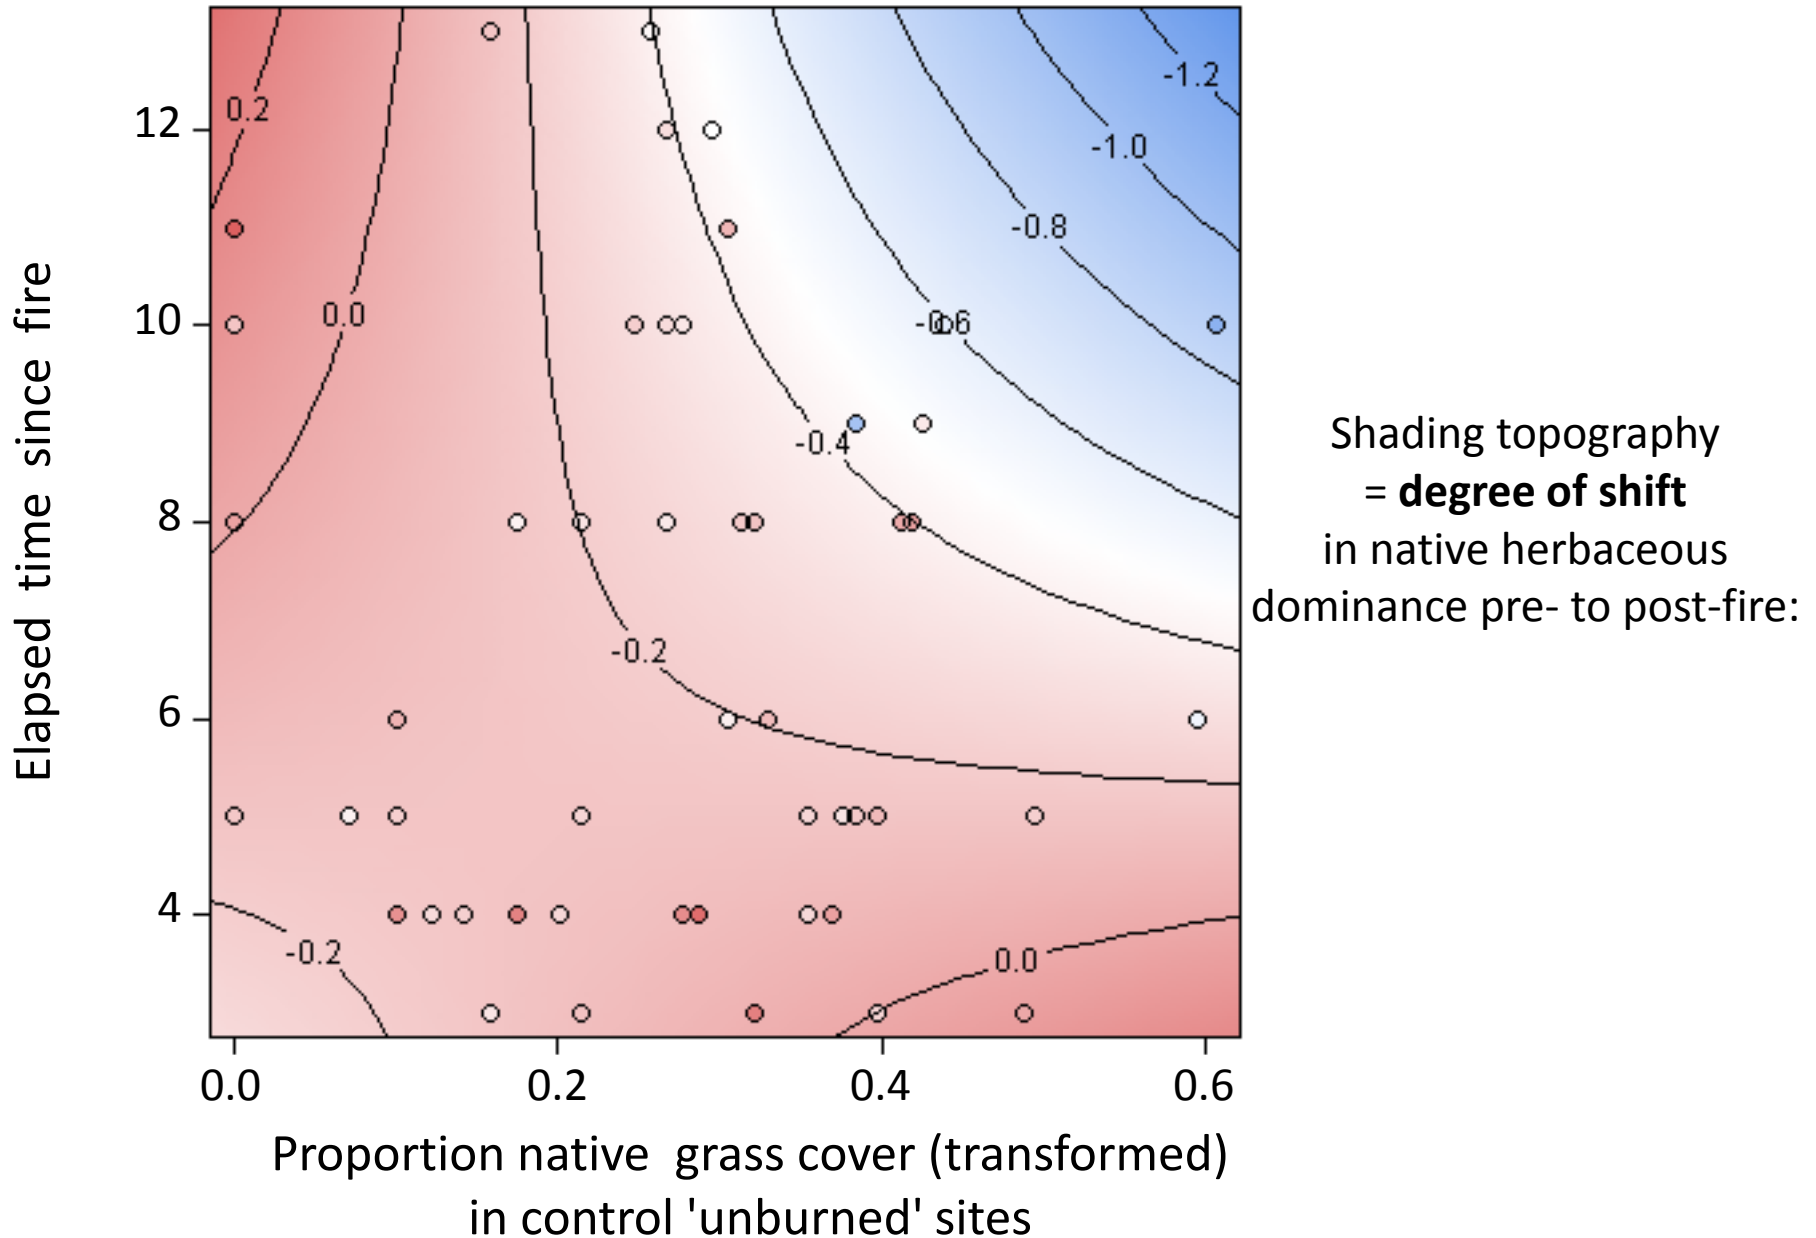 0.2
-1.2
12
-1.0
-0.8
10
0.0
-0.6
Elapsed time since fire
-0.4
Shading topography
= degree of shift
in native herbaceous
dominance pre- to post-fire:
8
-0.2
6
4
-0.2
0.0
0.0 0.2 0.4 0.6
Proportion native grass cover (transformed)
in control 'unburned' sites